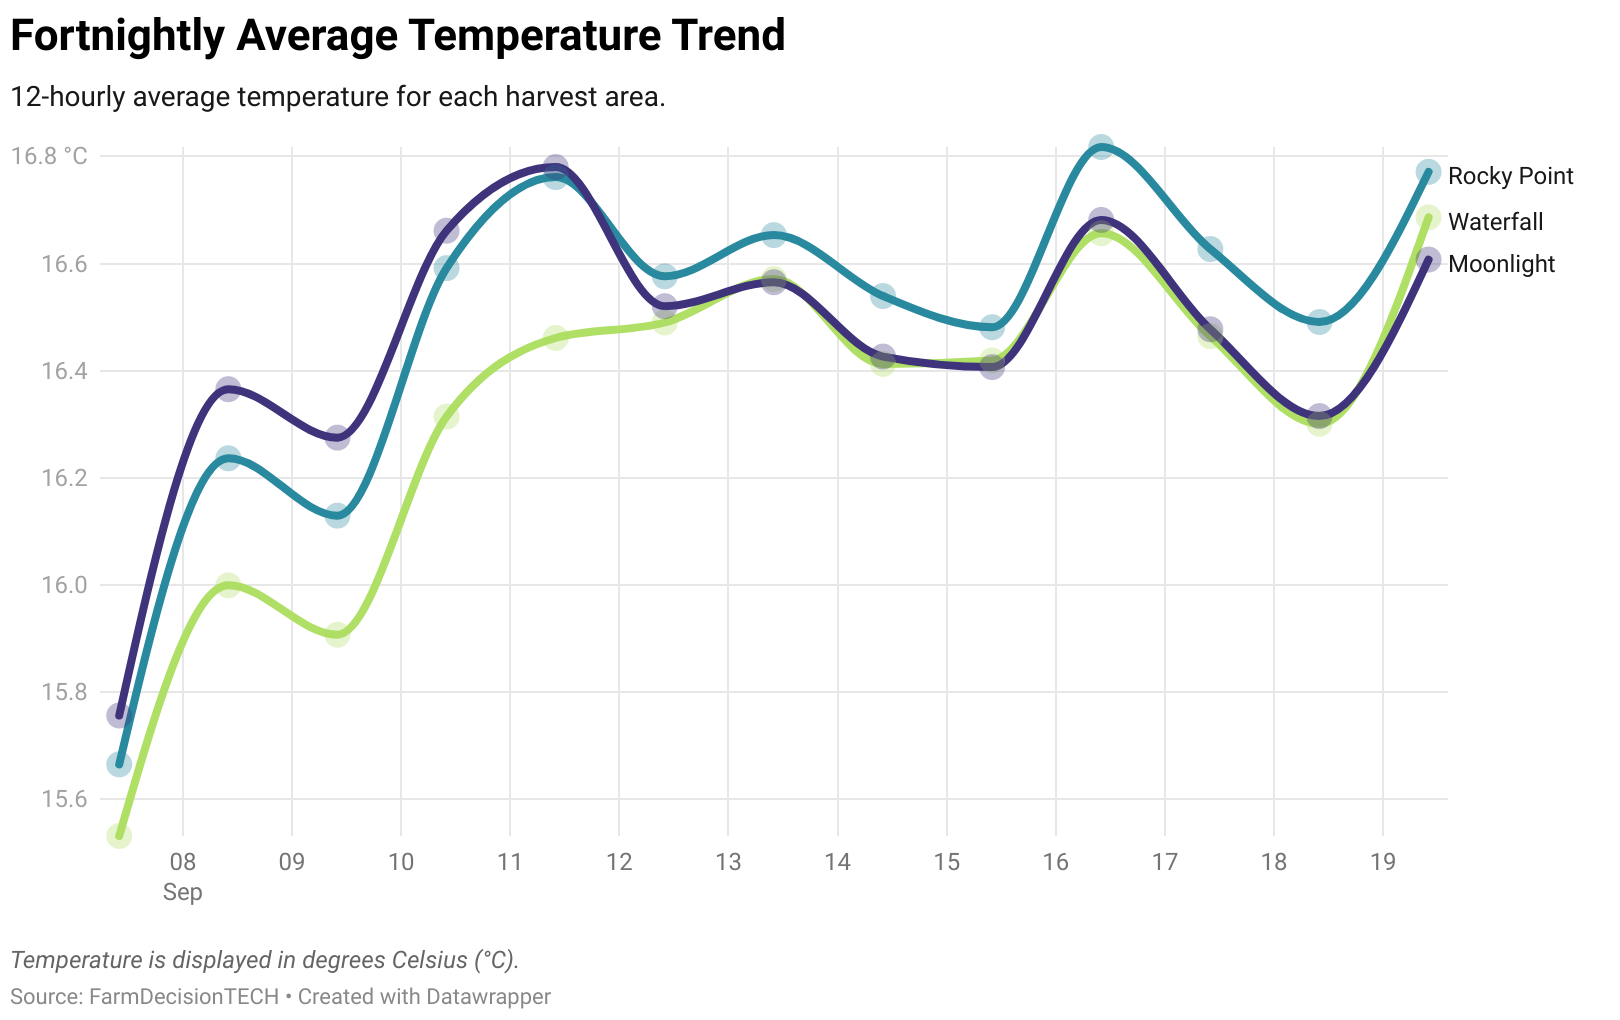 Fortnightly Average Temperature Trend
12-hourly average temperature for each harvest area.
16.8 °C
16.6
16.4
16.2
16.0
15.8
15.6
Rocky Point
Waterfall
Moonlight
08 09 10 11 12 13 14 15 16 17 18 19
Sep
Temperature is displayed in degrees Celsius (°C).
Source: FarmDecisionTECH • Created with Datawrapper